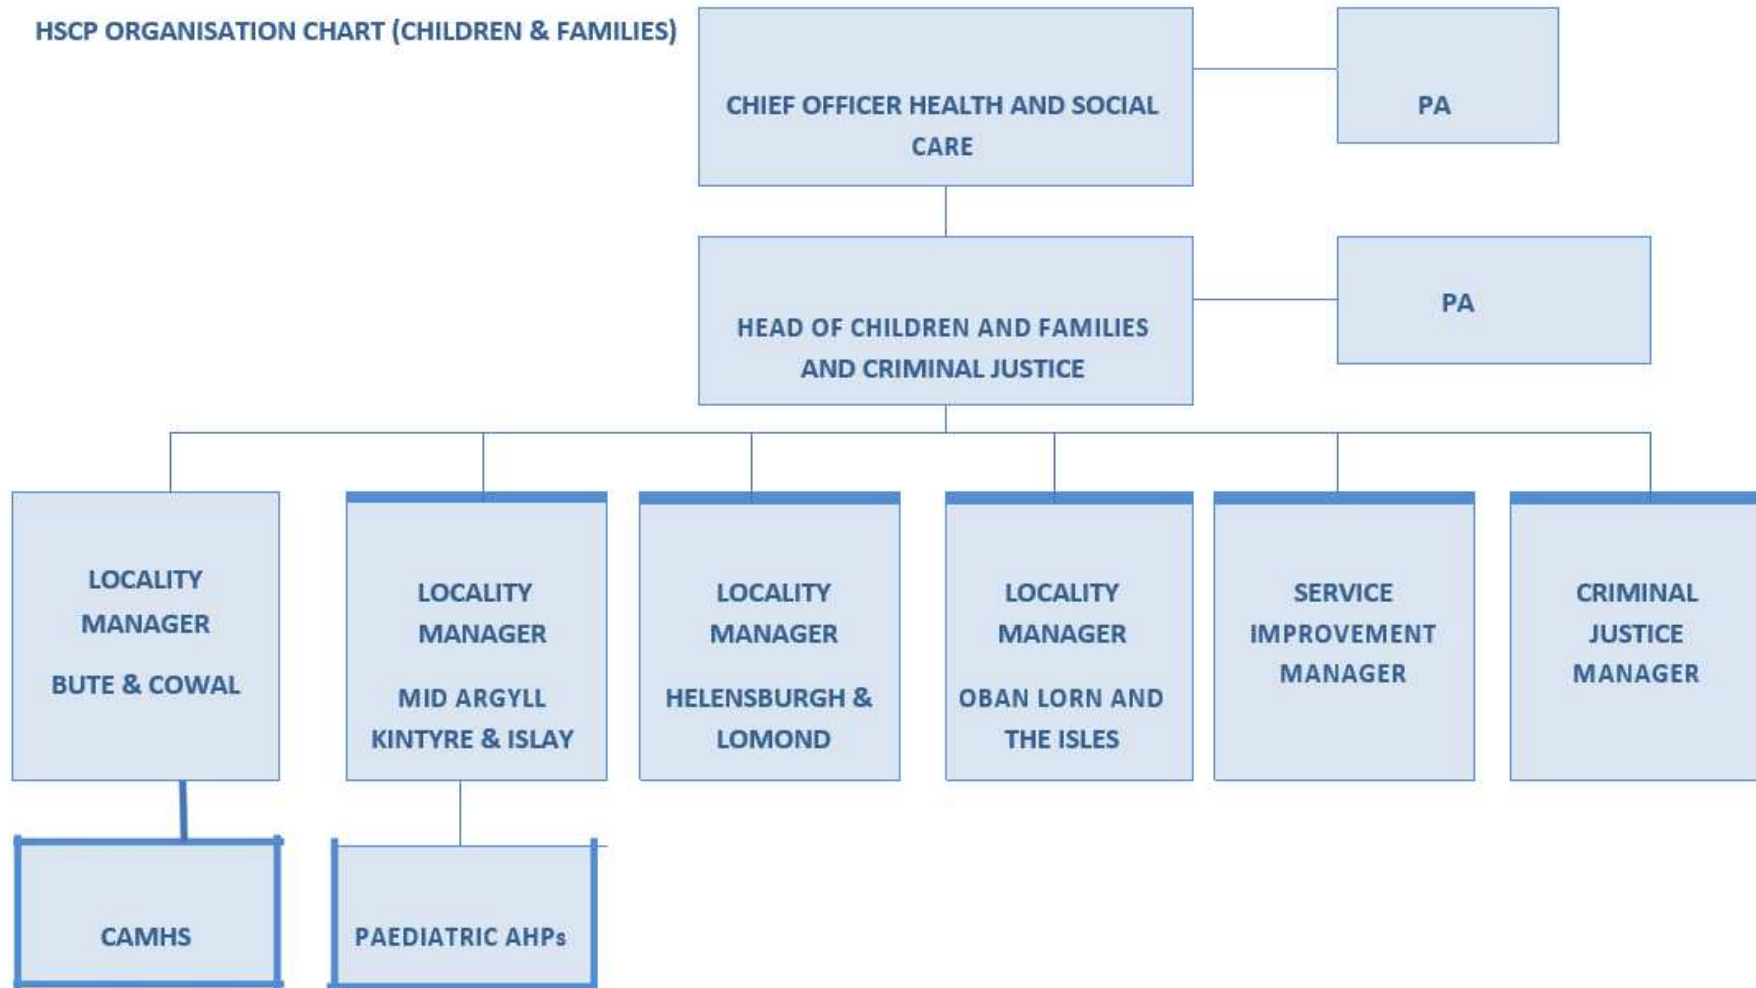 HSCP ORGANISATION CHART (CHILDREN & FAMILIES)
CHIEF OFFICER HEALTH AND SOCIAL
CARE
PA
HEAD OF CHILDREN AND FAMILIES
AND CRIMINAL JUSTICE
PA
LOCALITY
MANAGER
BUTE & COWAL
LOCALITY
MANAGER
MID ARGYLL
KINTYRE & ISLAY
LOCALITY
MANAGER
HELENSBURGH &
LOMOND
LOCALITY
MANAGER
OBAN LORN AND
THE ISLES
SERVICE
IMPROVEMENT
MANAGER
CRIMINAL
JUSTICE
MANAGER
CAMHS
PAEDIATRIC AHPs